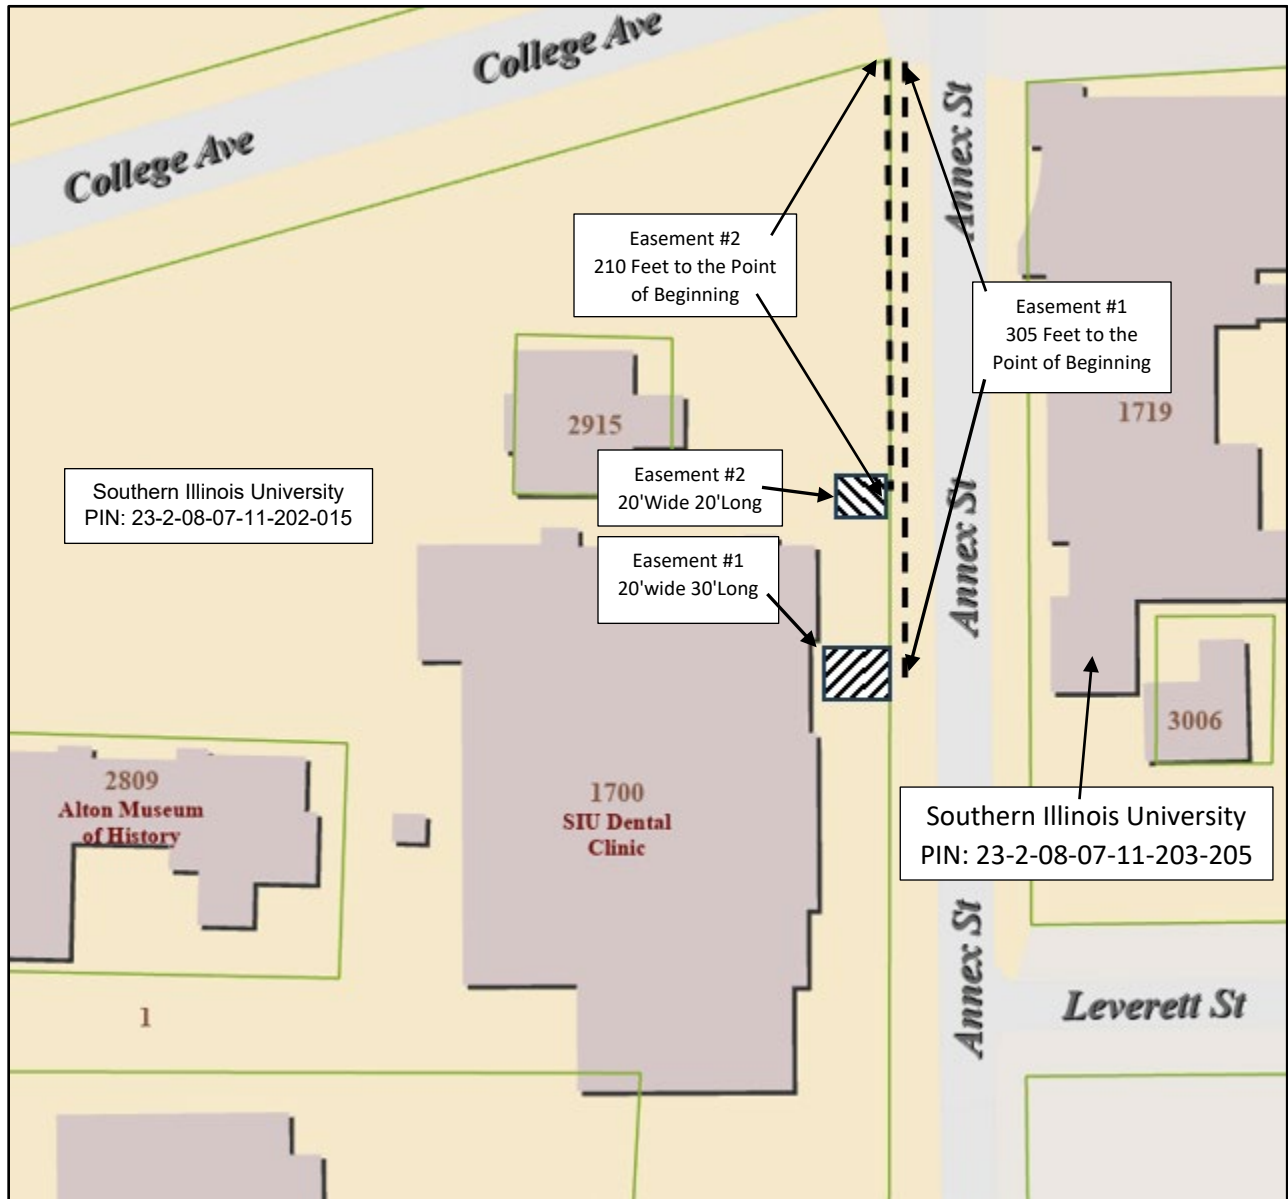 College Ave
College Ave
Annex St
Easement #2
210 Feet to the Point
of Beginning
Easement #1
305 Feet to the
Point of Beginning
1719
2915
Easement #2
20'Wide 20'Long
Southern Illinois University
PIN: 23-2-08-07-11-202-015
Annex St
Easement #1
20'wide 30'Long
3006
2809
Alton Museum
of History
1700
SIU Dental
Clinic
Southern Illinois University
PIN: 23-2-08-07-11-203-205
Annex St
Leverett St
1